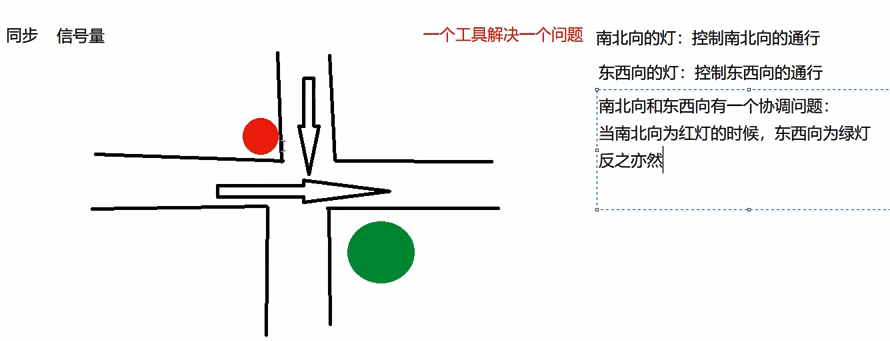 同步 信号量
一个工具解决一个问题
南北向的灯：控制南北向的通行
东西向的灯：控制东西向的通行
南北向和东西向有一个协调问题：
当南北向为红灯的时候，东西向为绿灯
反之亦然